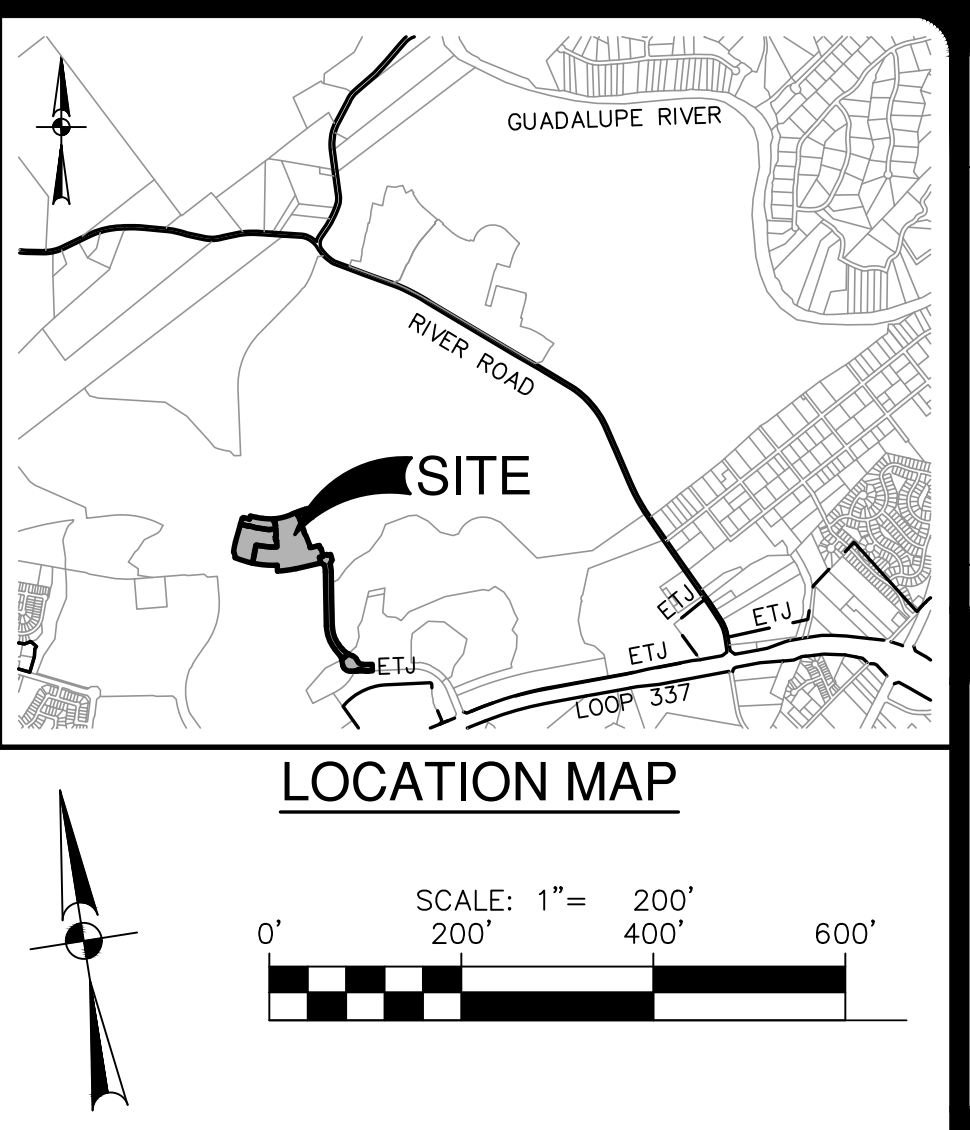 GUADALUPE RIVER
RIVER ROAD
SITE
ETJ
ETJ
ETJ
ETJ
LOOP 337
LOCATION MAP
SCALE: 1"= 200'
0' 200' 400' 600'